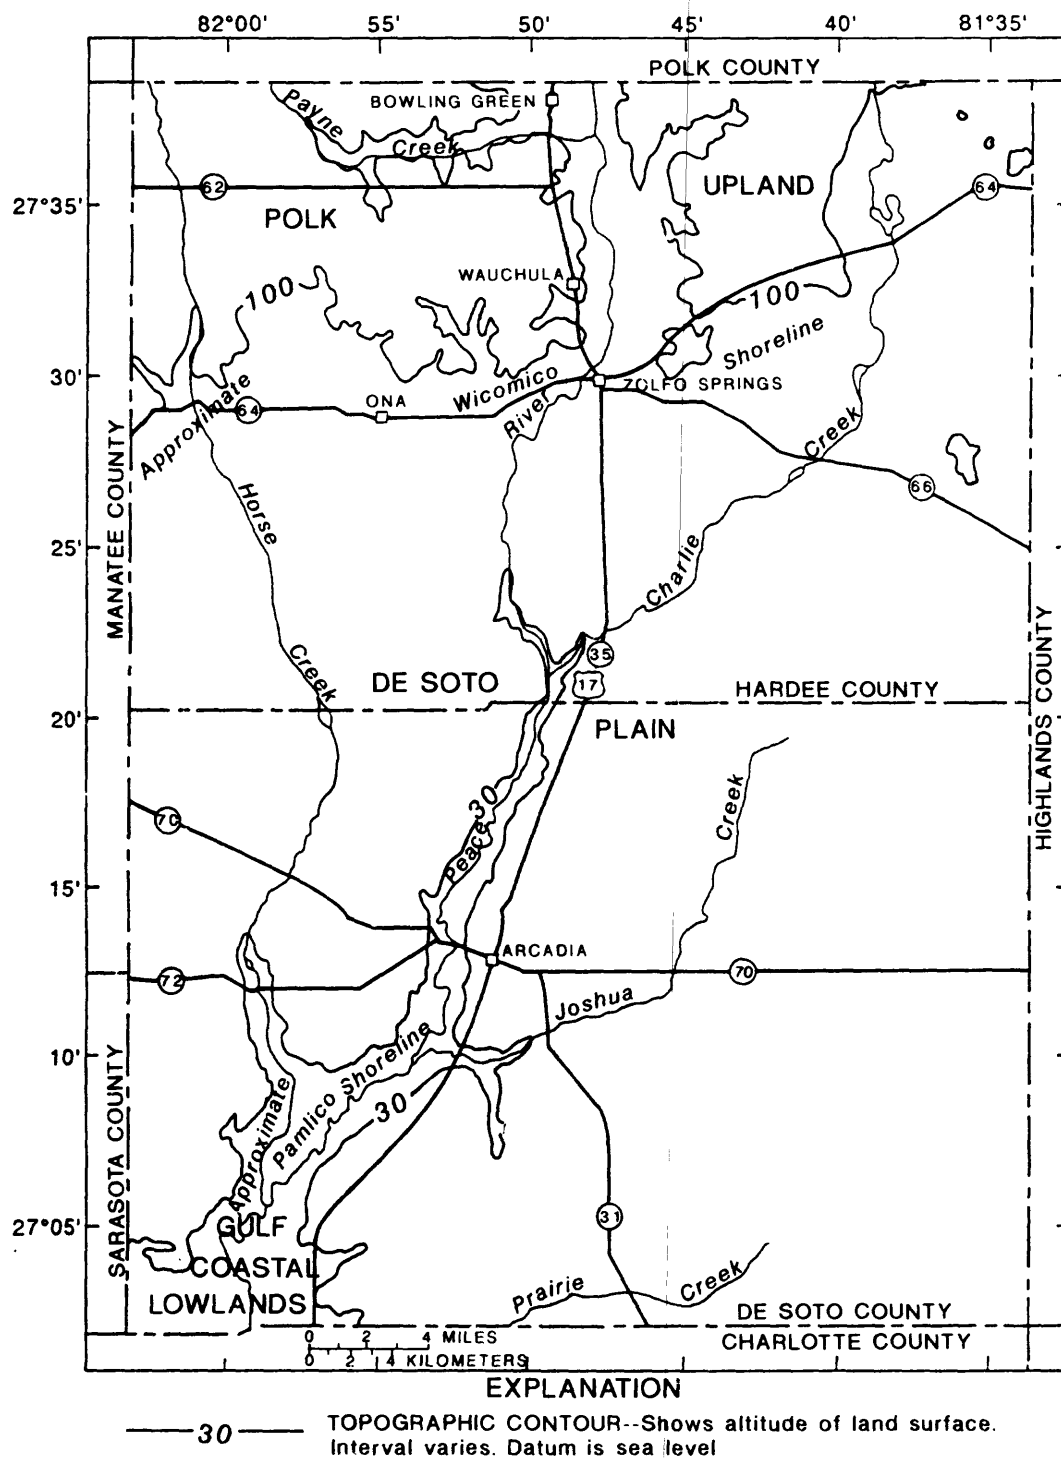 82°00' 55' 50' 45' 40' 81°35'
POLK COUNTY
BOWLING GREEN
Payne
Creek
62
64
UPLAND
27°35'
POLK
WAUCHULA
100
100
Shoreline
30'
ZOLFO SPRINGS
Wicomico
ONA
Approximate
64
River
Creek
66
MANATEE COUNTY
Horse
25'
Charlie
Creek
35
17
DE SOTO
HARDEE COUNTY
HIGHLANDS COUNTY
20'
PLAIN
30
Creek
70
Peace
15'
ARCADIA
72
70
Joshua
10'
Pamlico Shoreline
30
Approximate
SARASOTA COUNTY
27°05'
31
GULF
COASTAL
LOWLANDS
Prairie
Creek
DE SOTO COUNTY
CHARLOTTE COUNTY
0 2 4 MILES
0 2 4 KILOMETERS
EXPLANATION
30
TOPOGRAPHIC CONTOUR--Shows altitude of land surface.
Interval varies. Datum is sea level